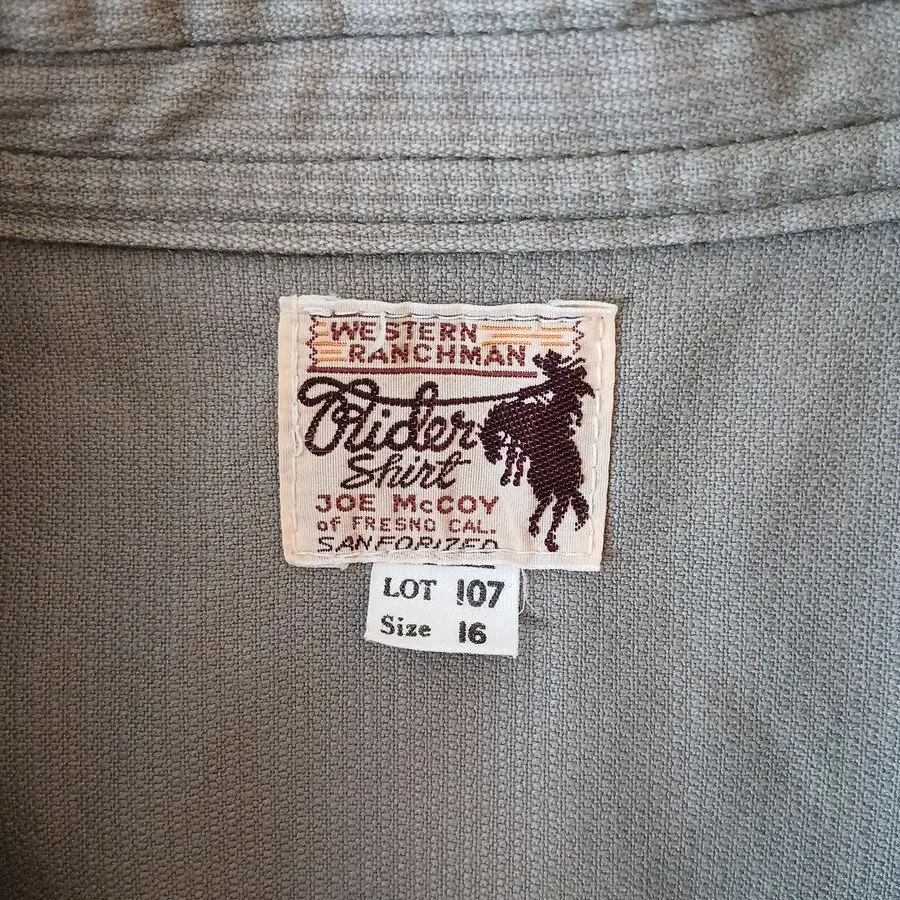 WESTERN
RANCHMAN
Rider
Shirt
JOE McCOY
of FRESNO CAL.
SANFORIZED
LOT 107
Size 16